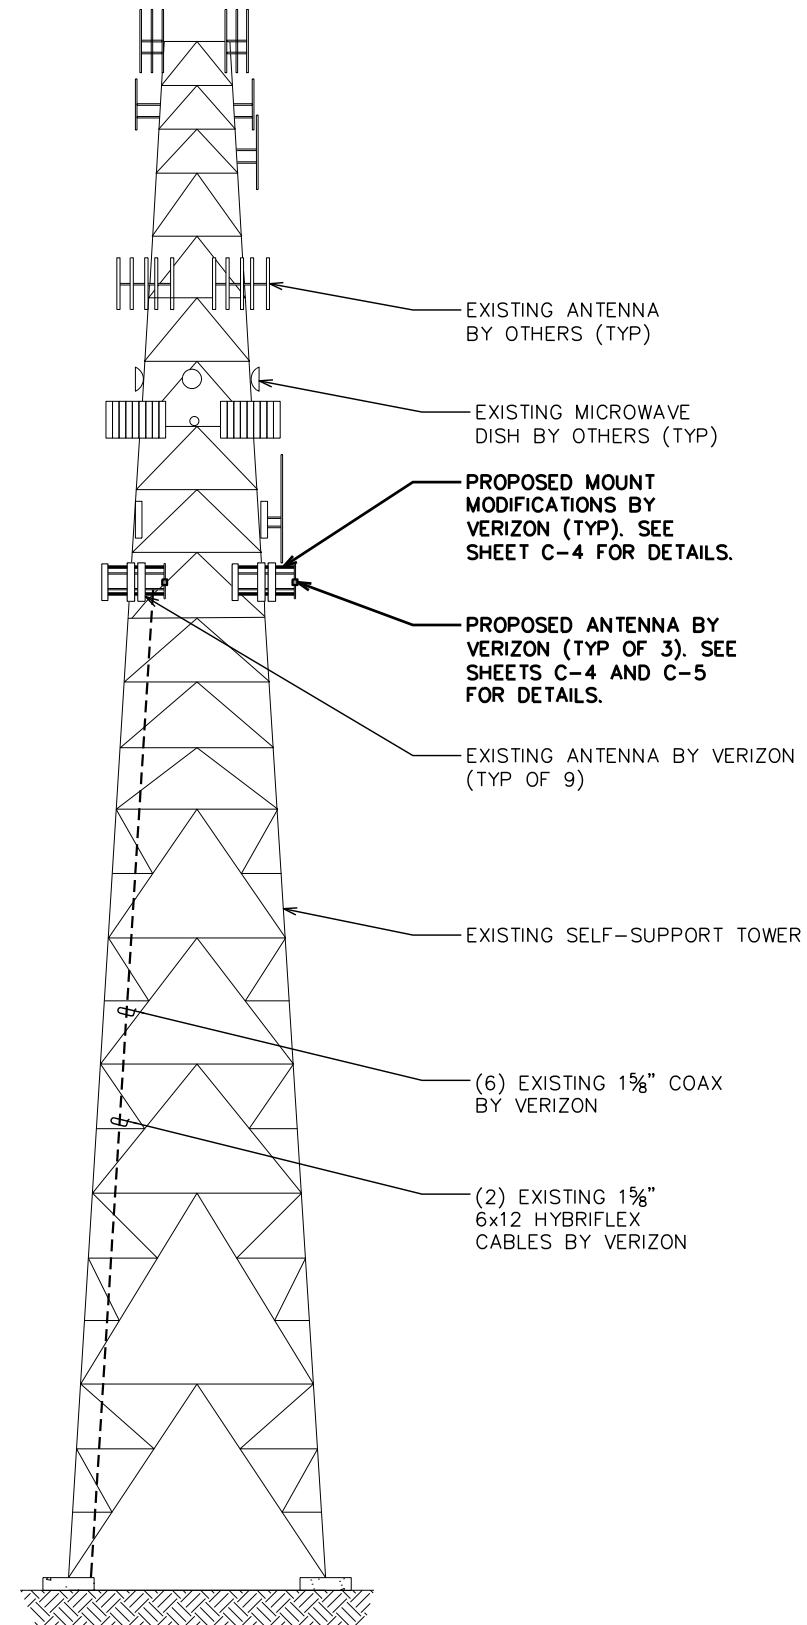 EXISTING ANTENNA
BY OTHERS (TYP)
EXISTING MICROWAVE
DISH BY OTHERS (TYP)
PROPOSED MOUNT
MODIFICATIONS BY
VERIZON (TYP). SEE
SHEET C-4 FOR DETAILS.
PROPOSED ANTENNA BY
VERIZON (TYP OF 3). SEE
SHEETS C-4 AND C-5
FOR DETAILS.
EXISTING ANTENNA BY VERIZON
(TYP OF 9)
EXISTING SELF-SUPPORT TOWER
(6) EXISTING 1⅝" COAX
BY VERIZON
(2) EXISTING 1⅝"
6x12 HYBRIFLEX
CABLES BY VERIZON